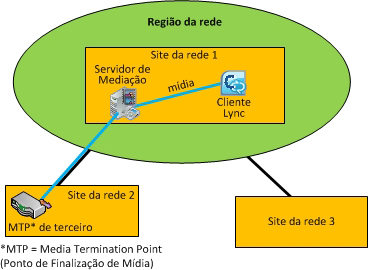 Região da rede
Site da rede 1
Servidor de
Mediação
mídia
Cliente
Lync
Site da rede 2
MTP* de terceiro
Site da rede 3
*MTP = Media Termination Point
(Ponto de Finalização de Mídia)